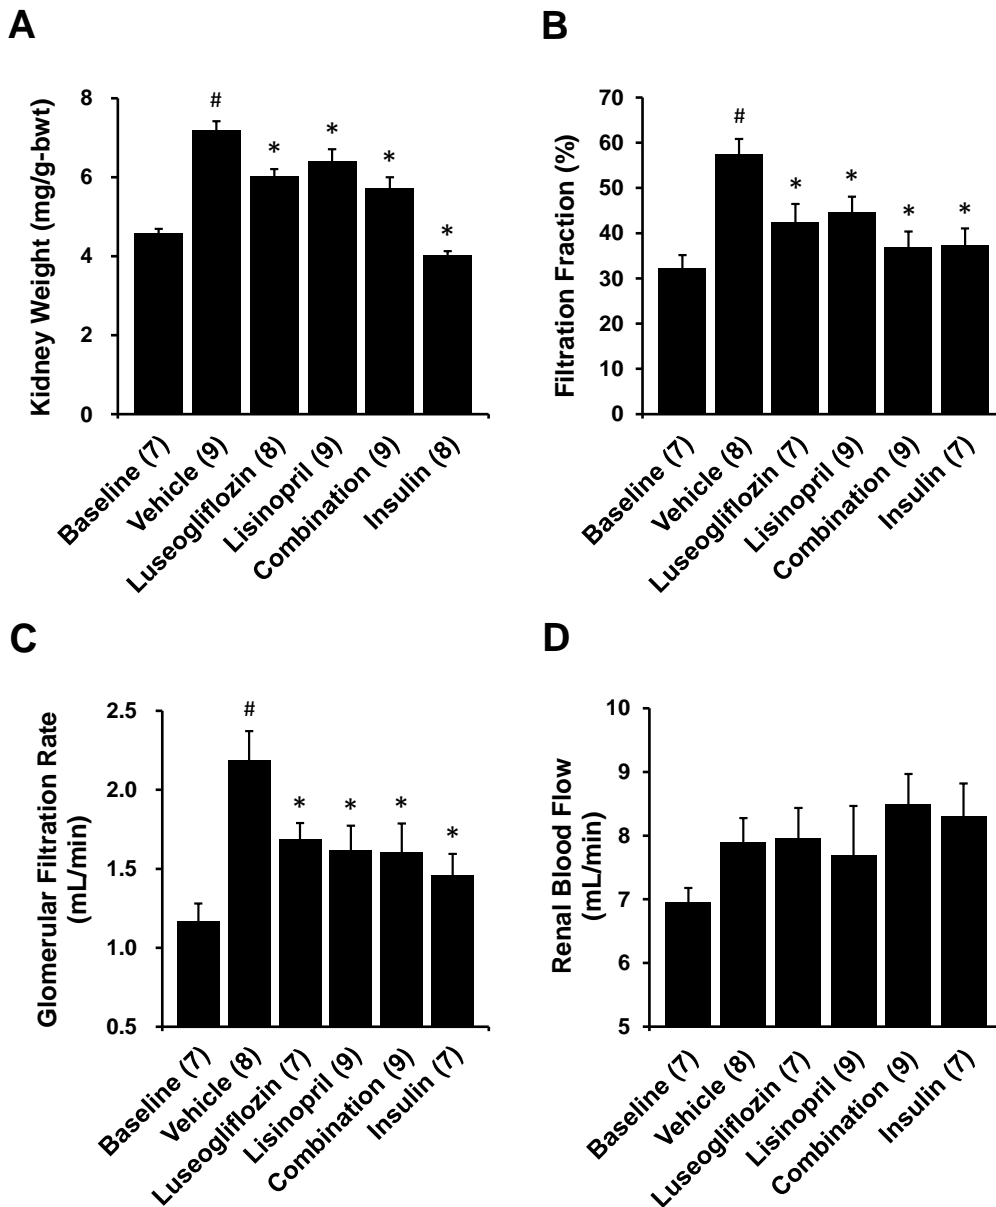 A
Kidney Weight (mg/g-bwt)
8
6
4
2
0
#
*
*
*
*
Baseline (7)
Vehicle (9)
Luseogliflozin (8)
Lisinopril (9)
Combination (9)
Insulin (8)
B
Filtration Fraction (%)
70
60
50
40
30
20
10
0
#
*
*
*
*
Baseline (7)
Vehicle (8)
Luseogliflozin (7)
Lisinopril (9)
Combination (9)
Insulin (7)
C
Glomerular Filtration Rate
(mL/min)
2.5
2.0
1.5
1.0
0.5
#
*
*
*
*
Baseline (7)
Vehicle (8)
Luseogliflozin (7)
Lisinopril (9)
Combination (9)
Insulin (7)
D
Renal Blood Flow
(mL/min)
10
9
8
7
6
5
Baseline (7)
Vehicle (8)
Luseogliflozin (7)
Lisinopril (9)
Combination (9)
Insulin (7)